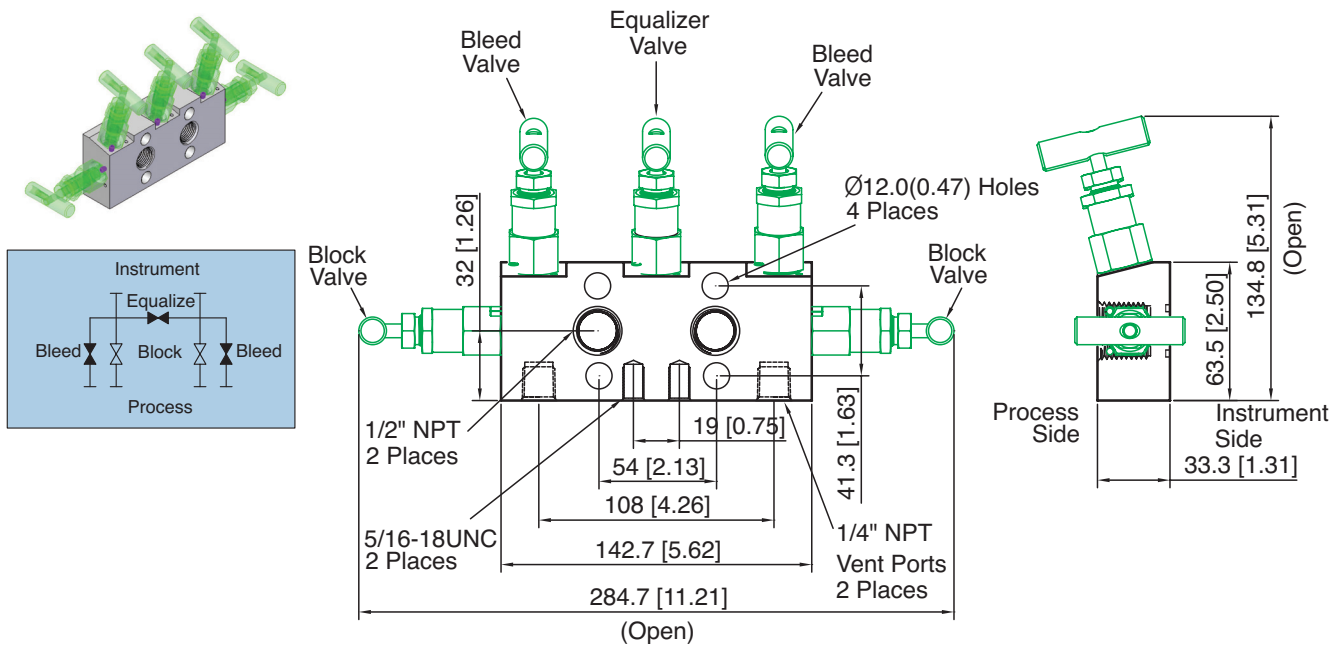 Bleed
Valve
Equalizer
Valve
Bleed
Valve
Ø12.0(0.47) Holes
4 Places
Block
Valve
32 [1.26]
Block
Valve
134.8 [5.31]
(Open)
63.5 [2.50]
Instrument
Equalize
Bleed
Block
Bleed
Process
1/2" NPT
2 Places
19 [0.75]
54 [2.13]
41.3 [1.63]
108 [4.26]
5/16-18UNC
2 Places
1/4" NPT
Vent Ports
2 Places
142.7 [5.62]
284.7 [11.21]
(Open)
Process
Side
Instrument
Side
33.3 [1.31]